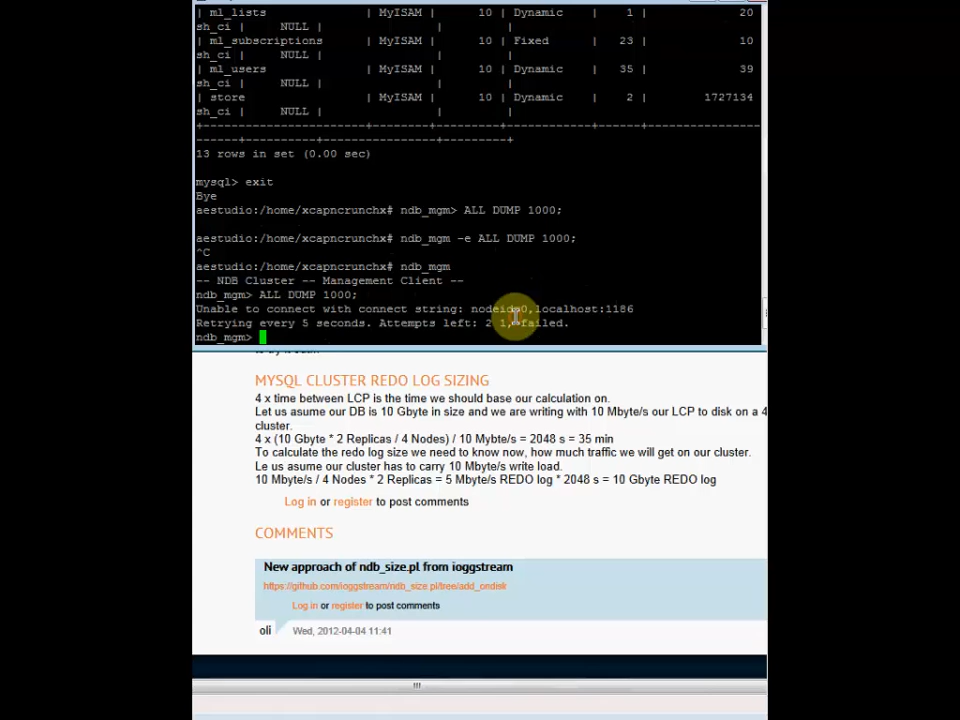 | ml_lists | MyISAM | 10 | Dynamic | 1 | 20
sh_ci | NULL | | |
| ml_subscriptions | MyISAM | 10 | Fixed | 23 | 10
sh_ci | NULL | | |
| ml_users | MyISAM | 10 | Dynamic | 35 | 39
sh_ci | NULL | | |
| store | MyISAM | 10 | Dynamic | 2 | 1727134
sh_ci | NULL | | |
13 rows in set (0.00 sec)
mysql> exit
Bye
aestudio:/home/xcapncrunchx# ndb_mgm> ALL DUMP 1000;
aestudio:/home/xcapncrunchx# ndb_mgm -e ALL DUMP 1000;
^C
aestudio:/home/xcapncrunchx# ndb_mgm
-- NDB Cluster -- Management Client --
ndb_mgm> ALL DUMP 1000;
Unable to connect with connect string: nodeid=0,localhost:1186
Retrying every 5 seconds. Attempts left: 2 1, failed.
ndb_mgm>
MYSQL CLUSTER REDO LOG SIZING
4 x time between LCP is the time we should base our calculation on.
Let us asume our DB is 10 Gbyte in size and we are writing with 10 Mbyte/s our LCP to disk on a 4
cluster.
4 x (10 Gbyte * 2 Replicas / 4 Nodes) / 10 Mybte/s = 2048 s = 35 min
To calculate the redo log size we need to know now, how much traffic we will get on our cluster.
Le us asume our cluster has to carry 10 Mbyte/s write load.
10 Mbyte/s / 4 Nodes * 2 Replicas = 5 Mbyte/s REDO log * 2048 s = 10 Gbyte REDO log
Log in or register to post comments
COMMENTS
New approach of ndb_size.pl from ioggstream
https://github.com/ioggstream/ndb_size.pl/tree/add_ondisk
Log in or register to post comments
oli Wed, 2012-04-04 11:41